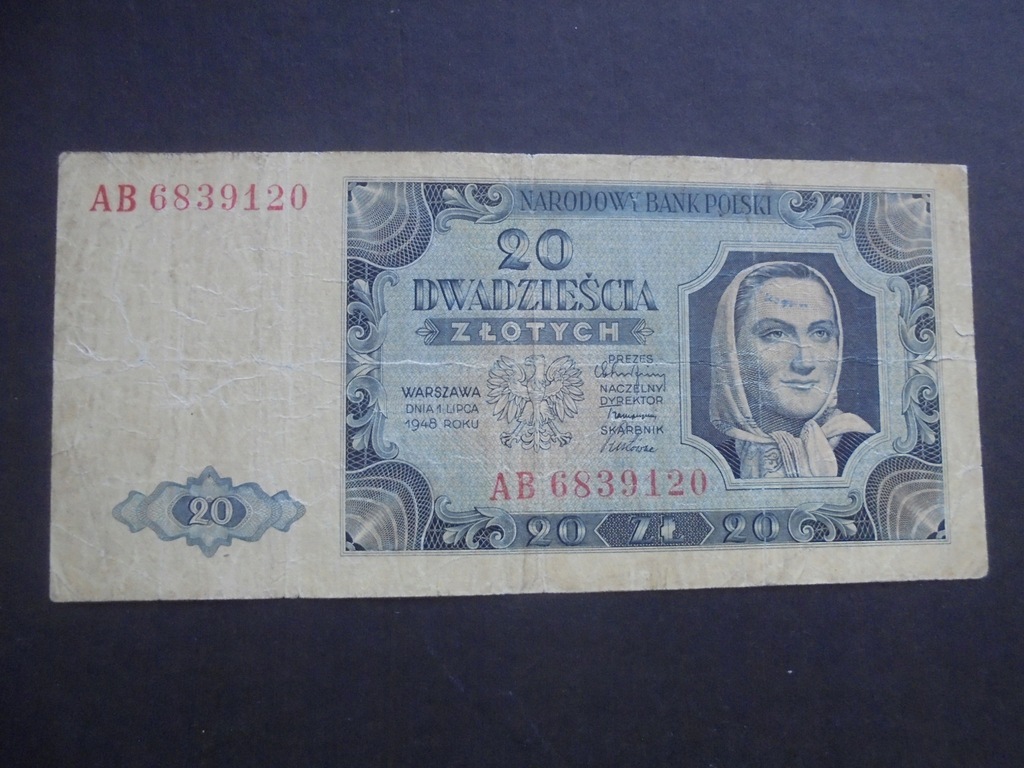 AB 6839120
NARODOWY BANK POLSKI
20
DWADZIEŚCIA
ZŁOTYCH
WARSZAWA
DNIA 1 LIPCA
1948 ROKU
PREZES
NACZELNY
DYREKTOR
SKARBNIK
AB 6839120
20
20 ZŁ 20